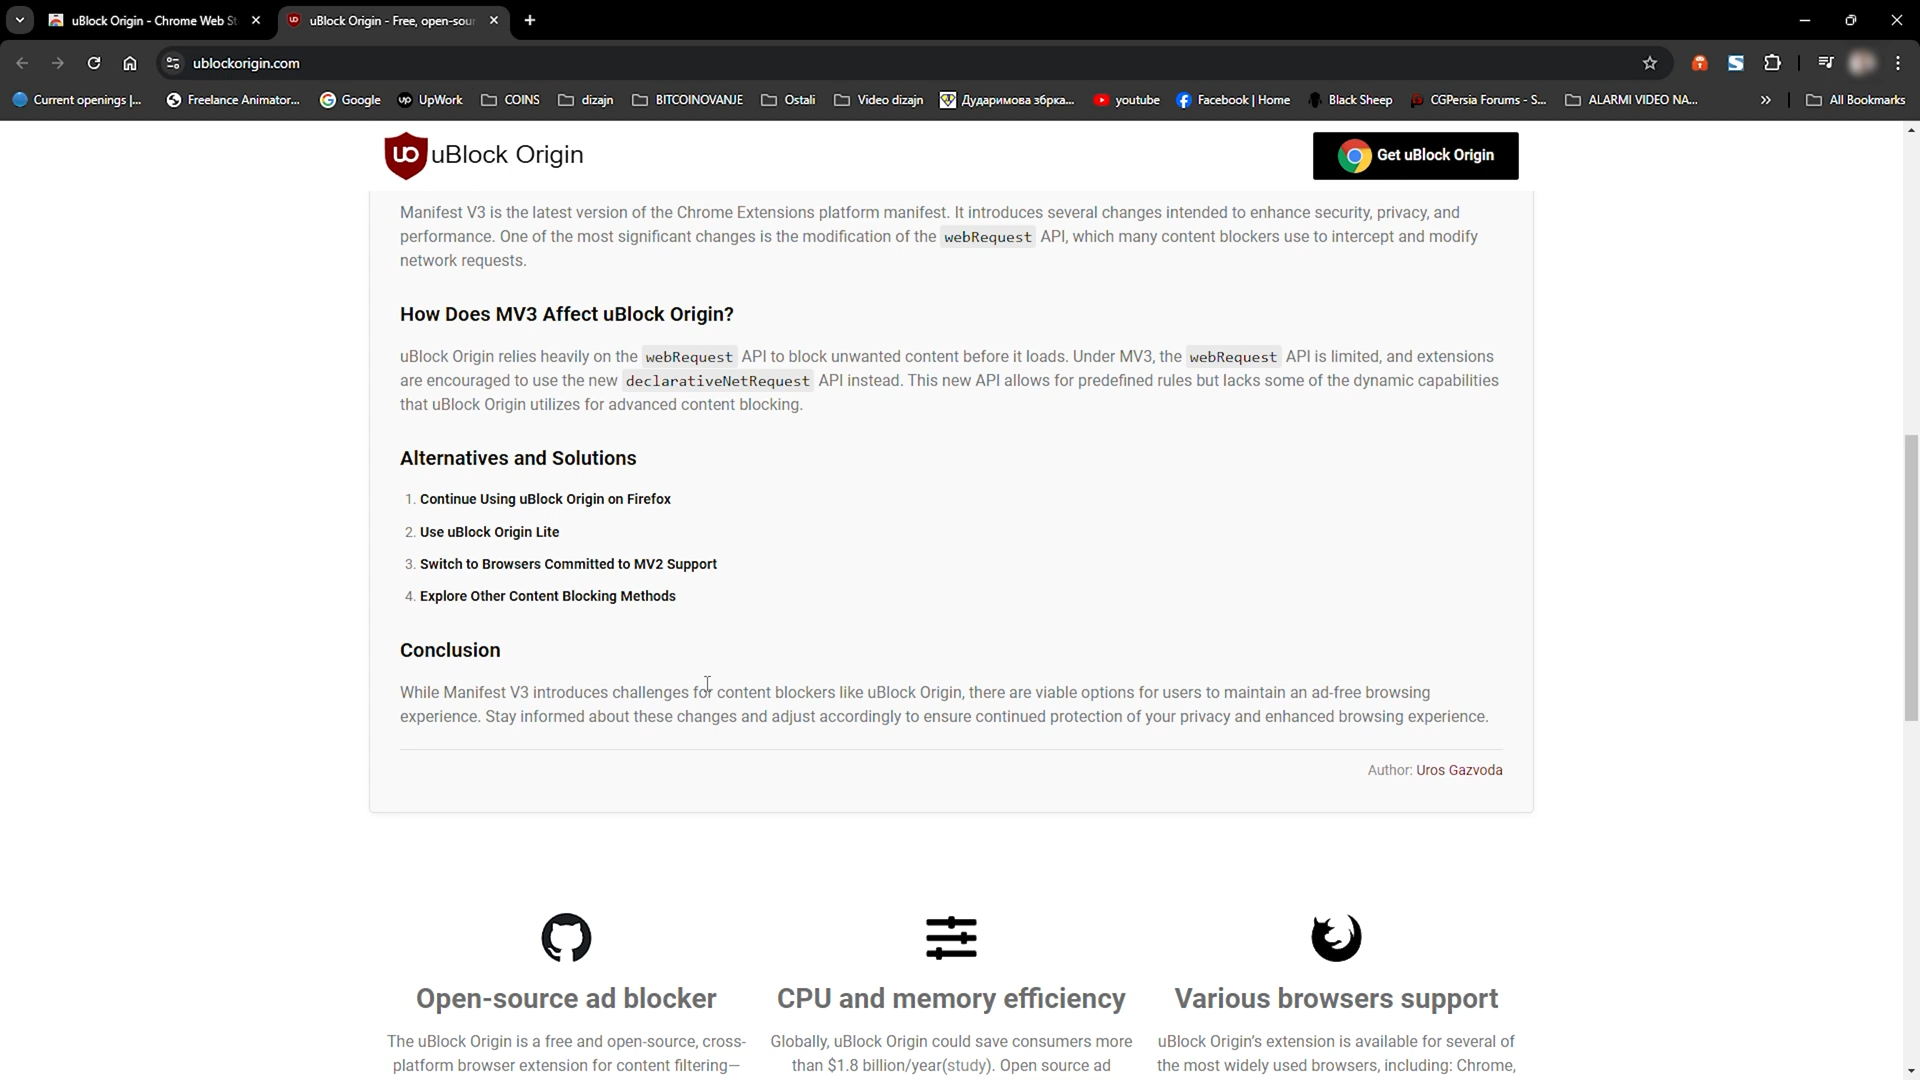 uBlock Origin - Chrome Web St
uBlock Origin - Free, open-sour
ublockorigin.com
Current openings |...
Freelance Animator...
Google
UpWork
COINS
dizajn
BITCOINOVANJE
Ostali
Video dizajn
Дударимова збрка...
youtube
Facebook | Home
Black Sheep
CGPersia Forums - S...
ALARMI VIDEO NA...
»
All Bookmarks
uBlock Origin
Get uBlock Origin
Manifest V3 is the latest version of the Chrome Extensions platform manifest. It introduces several changes intended to enhance security, privacy, and
performance. One of the most significant changes is the modification of the webRequest API, which many content blockers use to intercept and modify
network requests.
How Does MV3 Affect uBlock Origin?
uBlock Origin relies heavily on the webRequest API to block unwanted content before it loads. Under MV3, the webRequest API is limited, and extensions
are encouraged to use the new declarativeNetRequest API instead. This new API allows for predefined rules but lacks some of the dynamic capabilities
that uBlock Origin utilizes for advanced content blocking.
Alternatives and Solutions
1. Continue Using uBlock Origin on Firefox
2. Use uBlock Origin Lite
3. Switch to Browsers Committed to MV2 Support
4. Explore Other Content Blocking Methods
Conclusion
While Manifest V3 introduces challenges for content blockers like uBlock Origin, there are viable options for users to maintain an ad-free browsing
experience. Stay informed about these changes and adjust accordingly to ensure continued protection of your privacy and enhanced browsing experience.
Author: Uros Gazvoda
Open-source ad blocker
The uBlock Origin is a free and open-source, cross-
platform browser extension for content filtering—
CPU and memory efficiency
Globally, uBlock Origin could save consumers more
than $1.8 billion/year(study). Open source ad
Various browsers support
uBlock Origin's extension is available for several of
the most widely used browsers, including: Chrome,